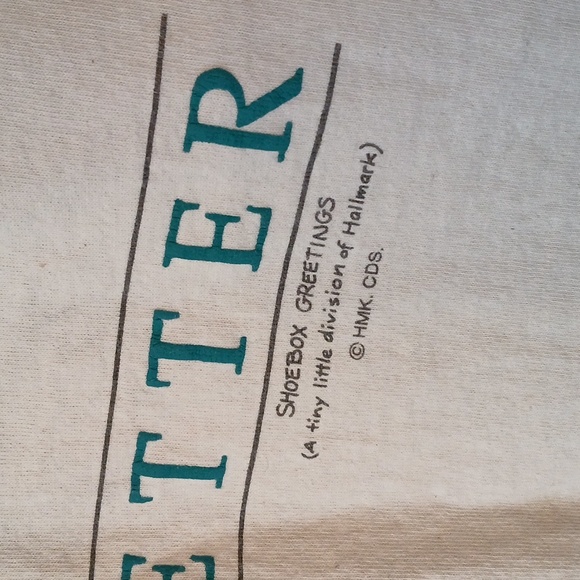 ETTER
SHOEBOX GREETINGS
(A tiny little division of Hallmark)
© HMK. CDS.